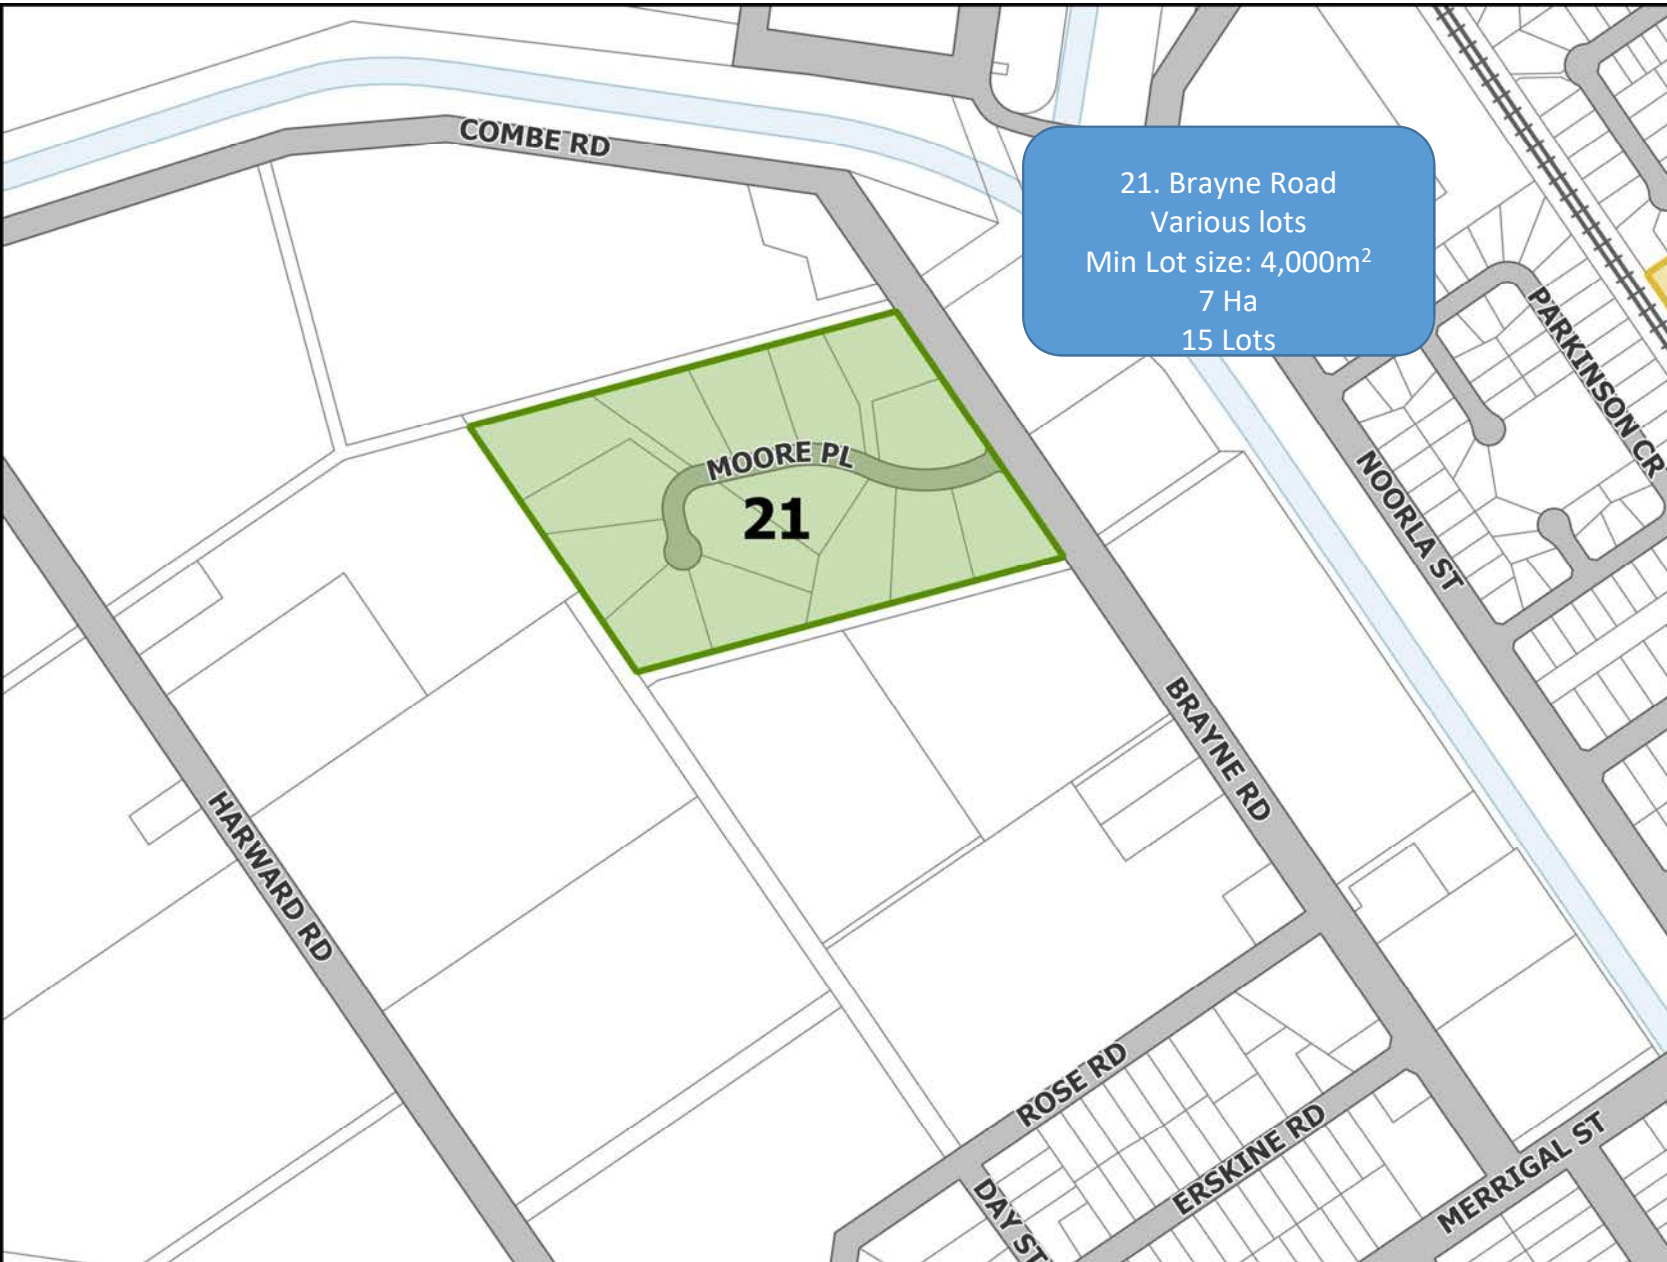 COMBE RD
21. Brayne Road
Various lots
Min Lot size: 4,000m²
7 Ha
15 Lots
PARKINSON CR
MOORE PL
21
NOORLA ST
BRAYNE RD
HARWARD RD
ROSE RD
ERSKINE RD
MERRIGAL ST
DAY ST